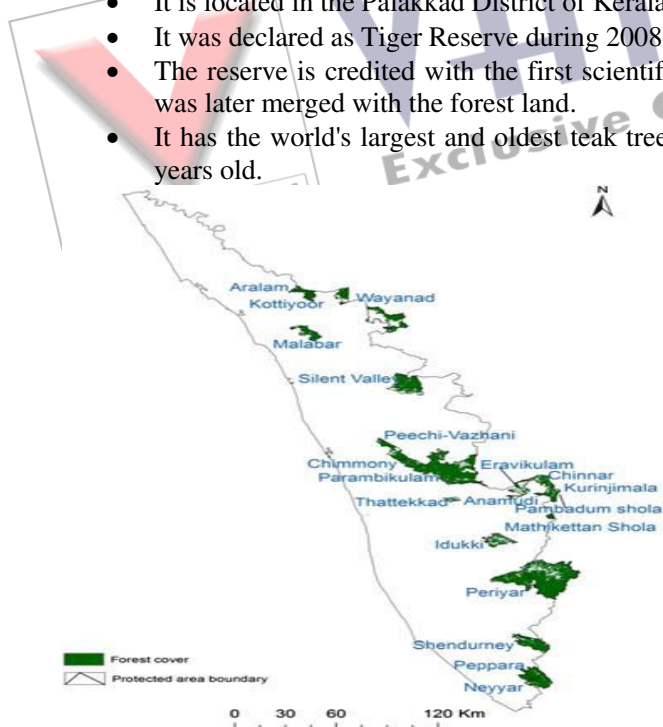 • It is located in the Palakkad District of Kerala
• It was declared as Tiger Reserve during 2008
• The reserve is credited with the first scientif
was later merged with the forest land.
• It has the world's largest and oldest teak tree
years old.
Exclusive
N
Aralam
Kottiyoor
Wayanad
Malabar
Silent Valley
Peechi-Vazhani
Chimmony
Eravikulam
Parambikulam
Chinnar
Kurinjimala
Thattekkad
Anamudi
Pambadum shola
Mathikettan Shola
Idukki
Periyar
Shendurney
Peppara
Neyyar
Forest cover
Protected area boundary
0 30 60 120 Km